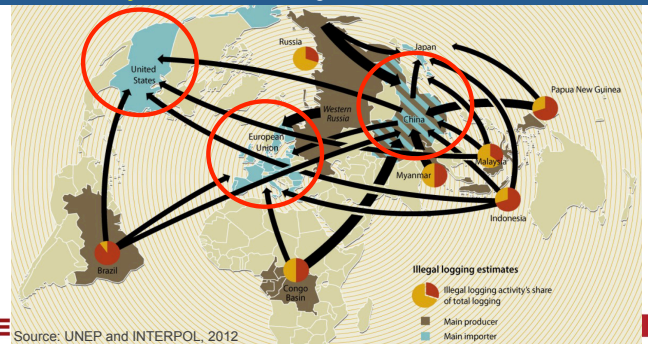 Russia
Japan
United
States
Papua New Guinea
Western
Russia
China
European
Union
Malaysia
Myanmar
Indonesia
Brazil
Congo
Basin
Illegal logging estimates
Illegal logging activity's share
of total logging
Main producer
Main importer
Source: UNEP and INTERPOL, 2012